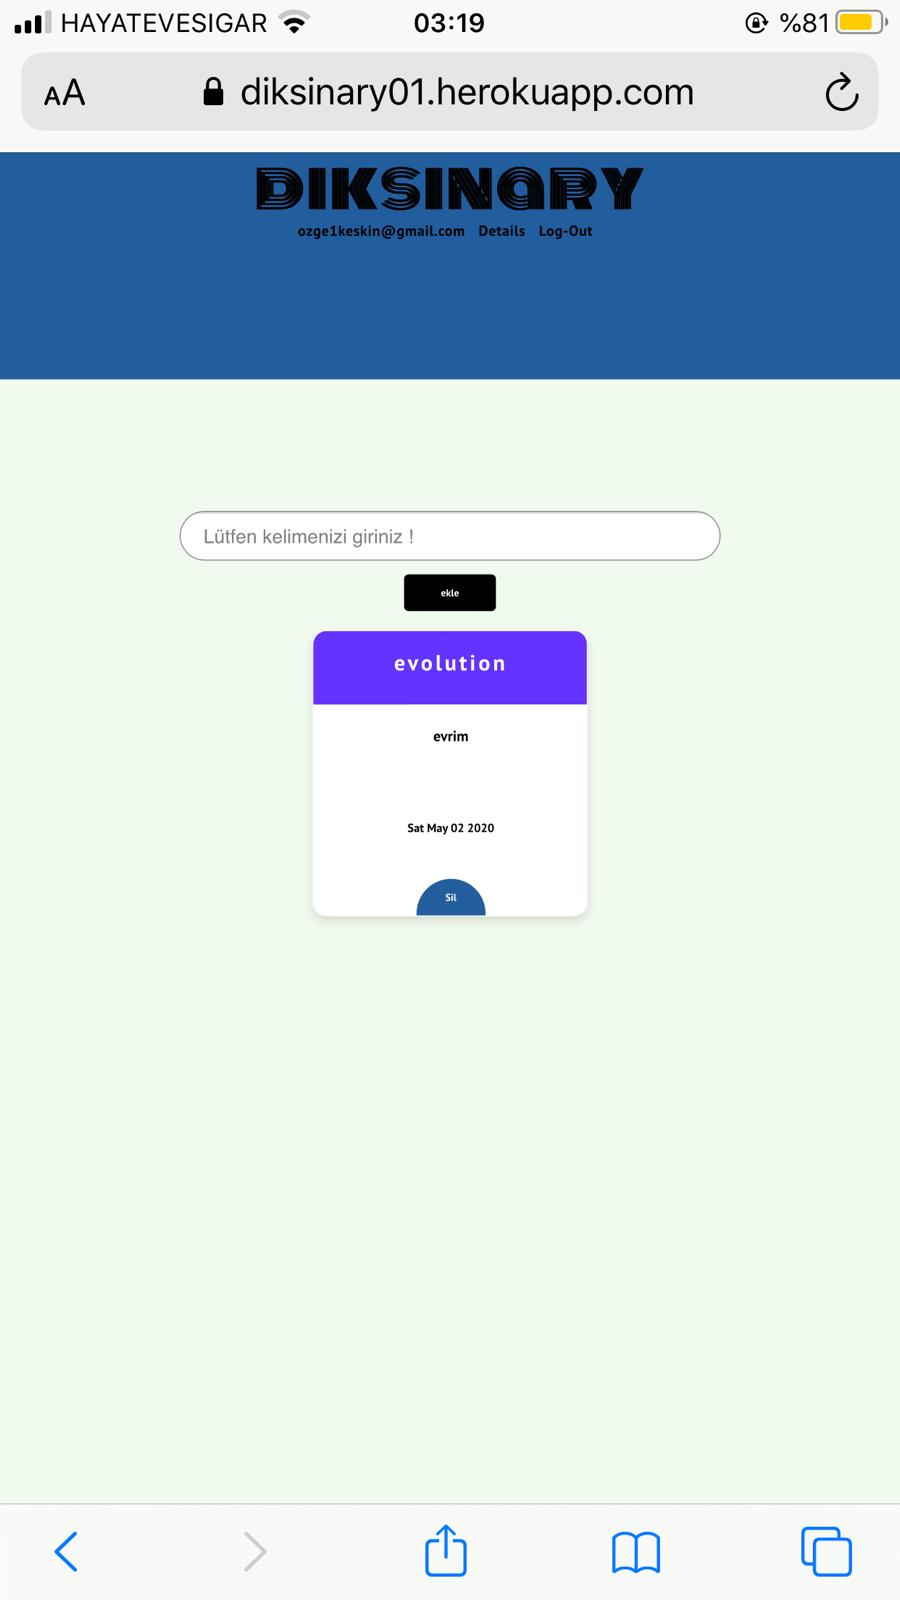 HAYATEVESIGAR 03:19 %81
AA diksinary01.herokuapp.com
DIKSINARY
ozge1keskin@gmail.com Details Log-Out
Lütfen kelimenizi giriniz !
ekle
evolution
evrim
Sat May 02 2020
Sil